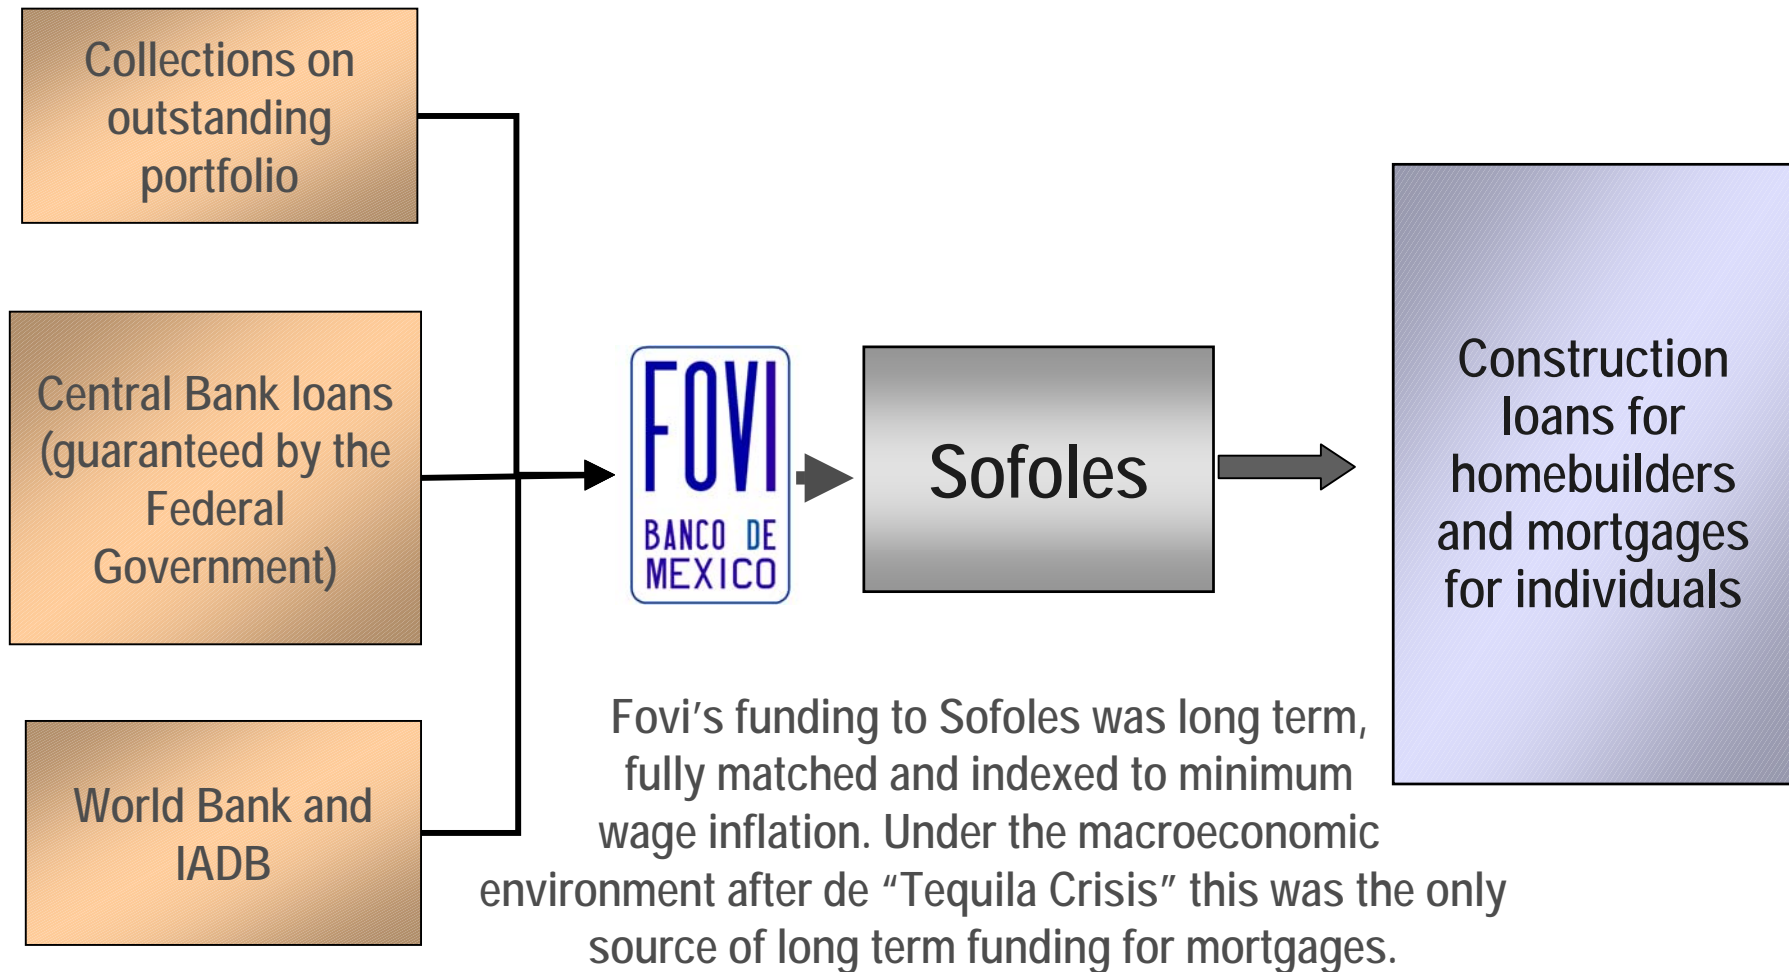 Collections on
outstanding
portfolio
Central Bank loans
(guaranteed by the
Federal
Government)
World Bank and
IADB
FOVI
BANCO DE
MEXICO
Sofoles
Construction
loans for
homebuilders
and mortgages
for individuals
Fovi’s funding to Sofoles was long term,
fully matched and indexed to minimum
wage inflation. Under the macroeconomic
environment after de “Tequila Crisis” this was the only
source of long term funding for mortgages.